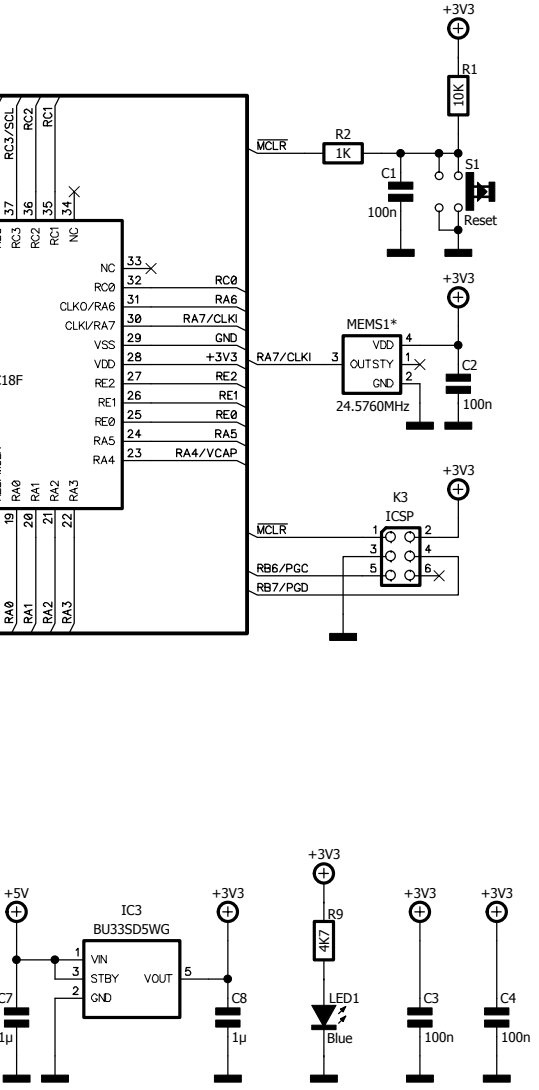 +3V3
R1
10K
RC3/SCL
RC2
RC1
MCLR
R2
1K
C1
100n
S1
Reset
37
36
35
34
RC3
RC2
RC1
NC
NC 33
RC0 32 RC0
CLKO/RA6 31 RA6
CLKI/RA7 30 RA7/CLKI
VSS 29 GND
VDD 28 +3V3
RE2 27 RE2
RE1 26 RE1
RE0 25 RE0
RA5 24 RA5
RA4 23 RA4/VCAP
18F
RA0
RA1
RA2
RA3
19
20
21
22
RA0
RA1
RA2
RA3
+3V3
MEMS1*
RA7/CLKI 3 OUT STY 1
VDD 4
GND 2
24.5760MHz
C2
100n
+3V3
K3
ICSP
MCLR 1 2
3 4
RB6/PGC 5 6
RB7/PGD
+5V
IC3
BU33SD5WG
1 VIN
3 STBY VOUT 5
2 GND
C7
1µ
+3V3
C8
1µ
+3V3
R9
4K7
LED1
Blue
+3V3
C3
100n
+3V3
C4
100n